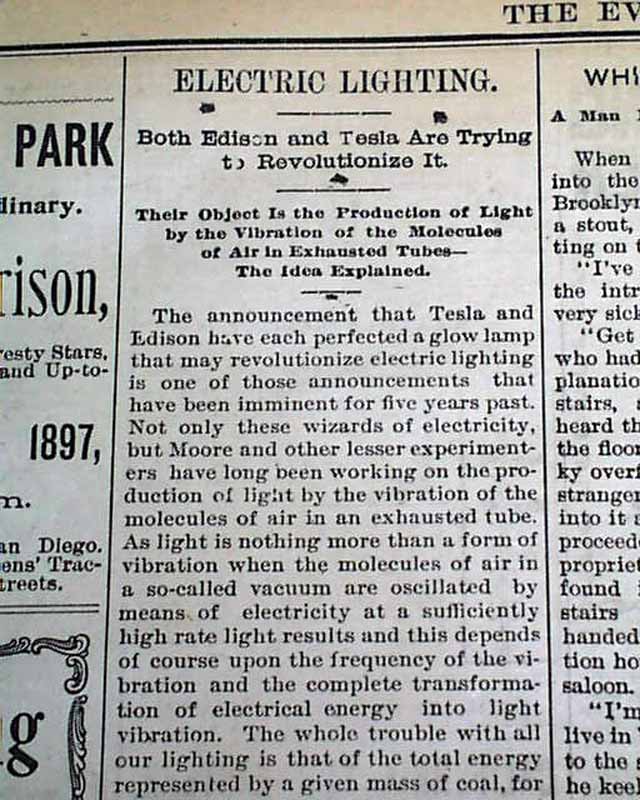 THE EV
PARK
dinary.
rison,
resty Stars,
and Up-to-
1897,
m.
an Diego.
ens' Trac-
treets.
g
ELECTRIC LIGHTING.
Both Edison and Tesla Are Trying
to Revolutionize It.
Their Object Is the Production of Light
by the Vibration of the Molecules
of Air in Exhausted Tubes—
The Idea Explained.
The announcement that Tesla and
Edison have each perfected a glow lamp
that may revolutionize electric lighting
is one of those announcements that
have been imminent for five years past.
Not only these wizards of electricity,
but Moore and other lesser experiment-
ers have long been working on the pro-
duction of light by the vibration of the
molecules of air in an exhausted tube.
As light is nothing more than a form of
vibration when the molecules of air in
a so-called vacuum are oscillated by
means of electricity at a sufficiently
high rate light results and this depends
of course upon the frequency of the vi-
bration and the complete transforma-
tion of electrical energy into light
vibration. The whole trouble with all
our lighting is that of the total energy
represented by a given mass of coal, for
WHI
A Man
When
into the
Brooklyn
a stout,
ting on t
"I've
the intr
very sick
"Get
who had
planatio
stairs,
heard th
the floor
ky overf
stranger
into it
proceede
propriet
found i
stairs
handed
tion ho
saloon.
"I'm
live in
to the s
he keep